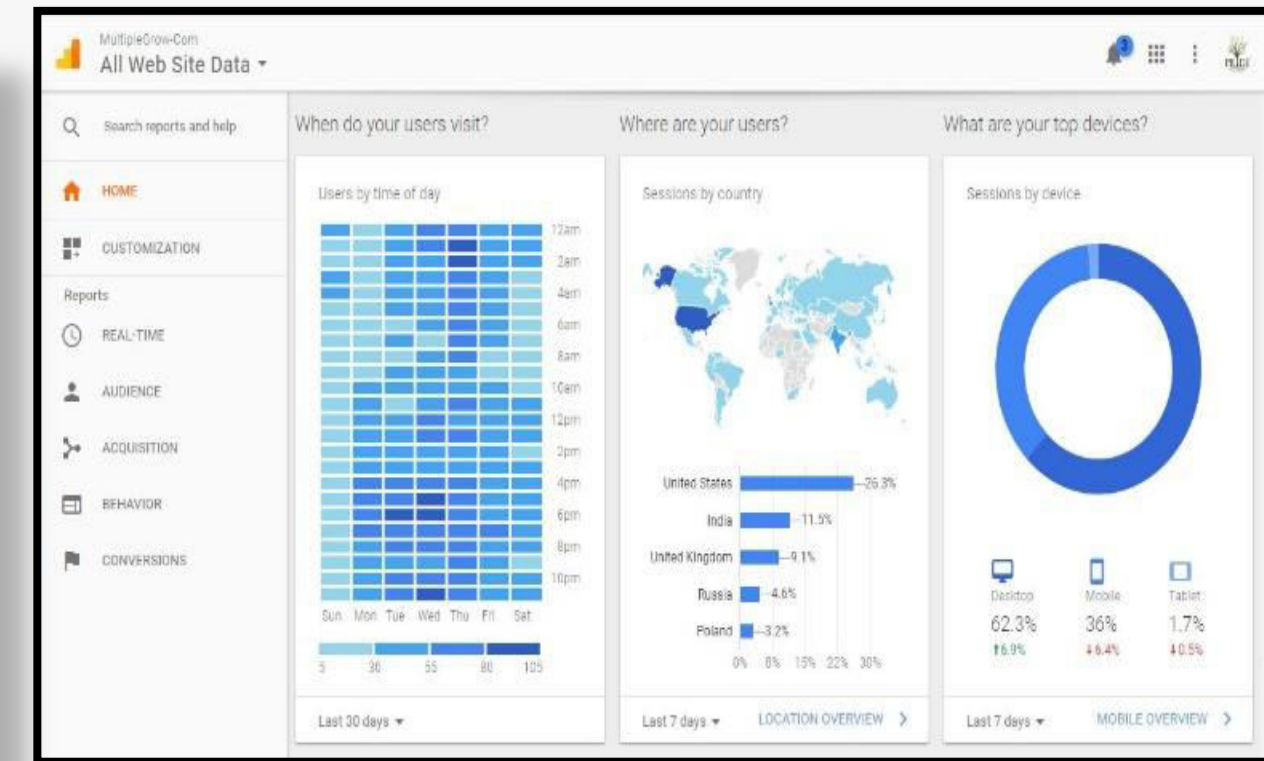 MultipleGrow-Com
All Web Site Data
3
Search reports and help
HOME
CUSTOMIZATION
Reports
REAL-TIME
AUDIENCE
ACQUISITION
BEHAVIOR
CONVERSIONS
When do your users visit?
Users by time of day
12am
2am
4am
6am
8am
10am
12pm
2pm
4pm
6pm
8pm
10pm
Sun Mon Tue Wed Thu Fri Sat
5 30 55 80 105
Last 30 days
Where are your users?
Sessions by country
United States 26.3%
India 11.5%
United Kingdom 9.1%
Russia 4.6%
Poland 3.2%
0% 8% 15% 22% 30%
Last 7 days LOCATION OVERVIEW
What are your top devices?
Sessions by device
Desktop Mobile Tablet
62.3% 36% 1.7%
6.9% 6.4% 0.5%
Last 7 days MOBILE OVERVIEW